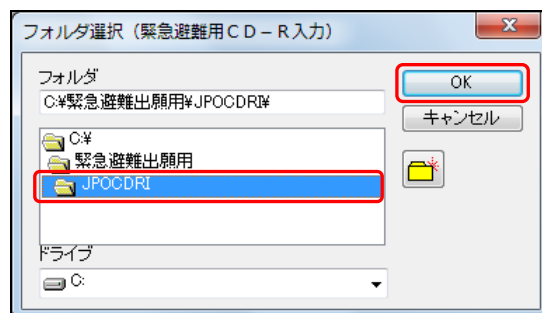 フォルダ選択（緊急避難用ＣＤ－Ｒ入力）
フォルダ
C:¥緊急避難出願用¥JPOCDRI¥
OK
キャンセル
C:¥
緊急避難出願用
JPOCDRI
ドライブ
C: